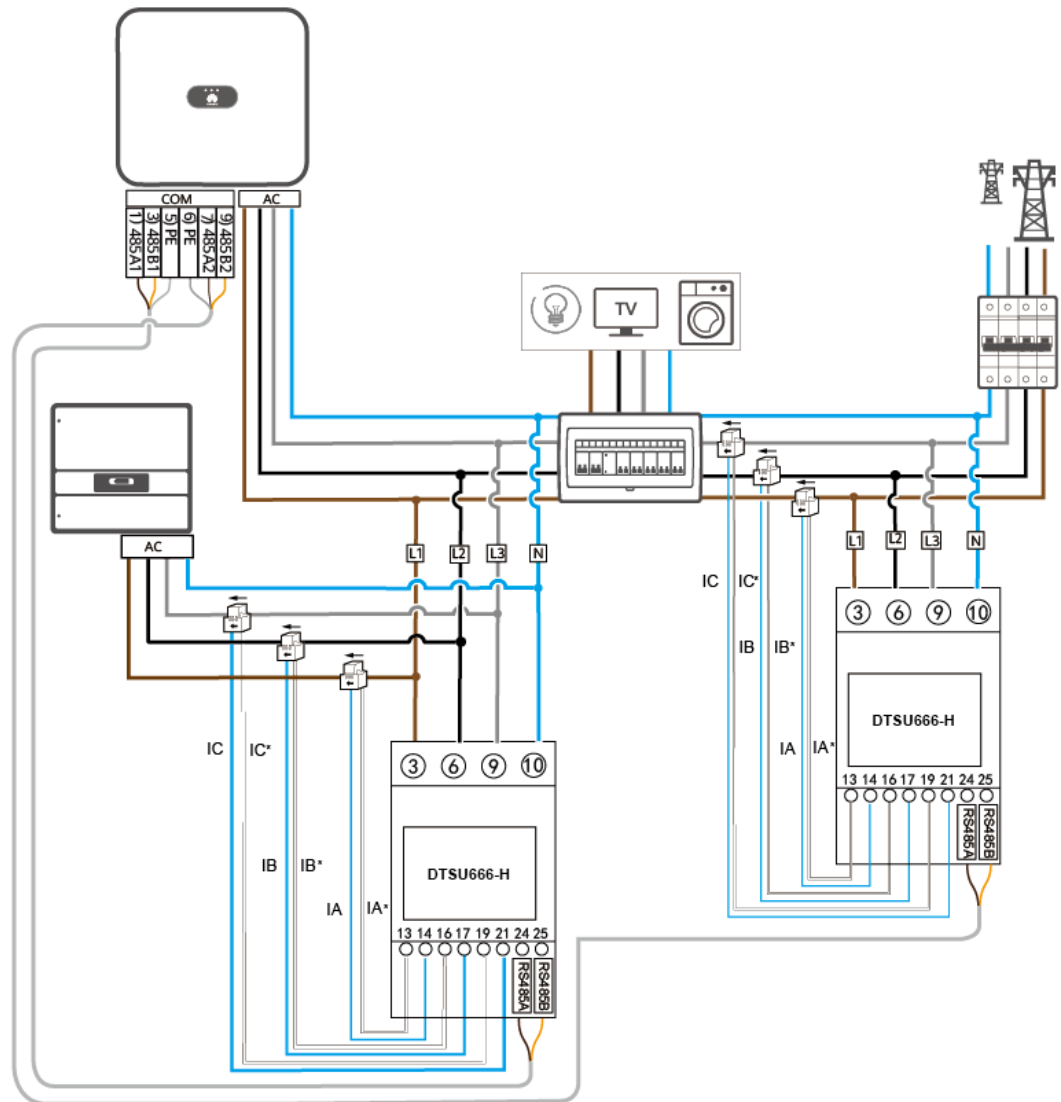 COM
AC
1) 485A1
3) 485B1
5) PE
6) PE
7) 485A2
9) 485B2
TV
AC
L1 L2 L3 N
L1 L2 L3 N
3 6 9 10
IC IC*
IB IB*
IA IA*
DTSU666-H
13 14 16 17 19 21 24 25
RS485A
RS485B
3 6 9 10
IC IC*
IB IB*
IA IA*
DTSU666-H
13 14 16 17 19 21 24 25
RS485A
RS485B